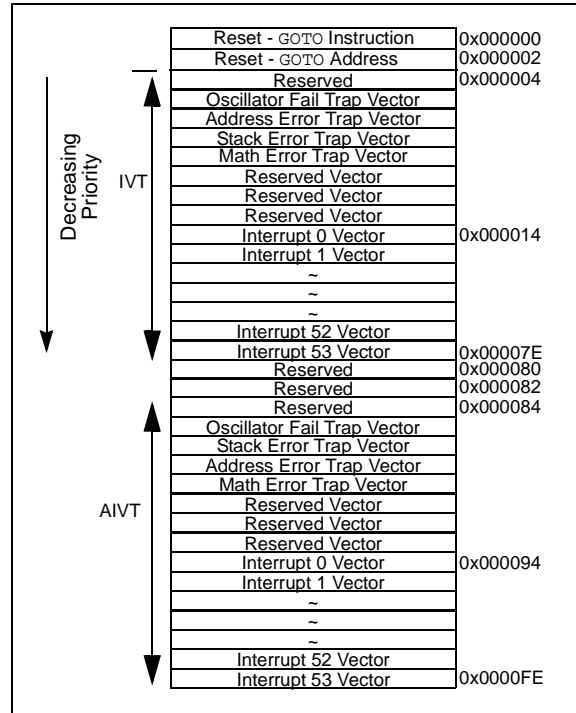 Reset - GOTO Instruction 0x000000
Reset - GOTO Address 0x000002
Reserved 0x000004
Oscillator Fail Trap Vector
Address Error Trap Vector
Stack Error Trap Vector
Math Error Trap Vector
Reserved Vector
Reserved Vector
Reserved Vector
Interrupt 0 Vector 0x000014
Interrupt 1 Vector
~
~
~
Interrupt 52 Vector
Interrupt 53 Vector 0x00007E
Decreasing
Priority
IVT
Reserved 0x000080
Reserved 0x000082
Reserved 0x000084
Oscillator Fail Trap Vector
Stack Error Trap Vector
Address Error Trap Vector
Math Error Trap Vector
Reserved Vector
Reserved Vector
Reserved Vector
Interrupt 0 Vector 0x000094
Interrupt 1 Vector
~
~
~
Interrupt 52 Vector
Interrupt 53 Vector 0x0000FE
AIVT